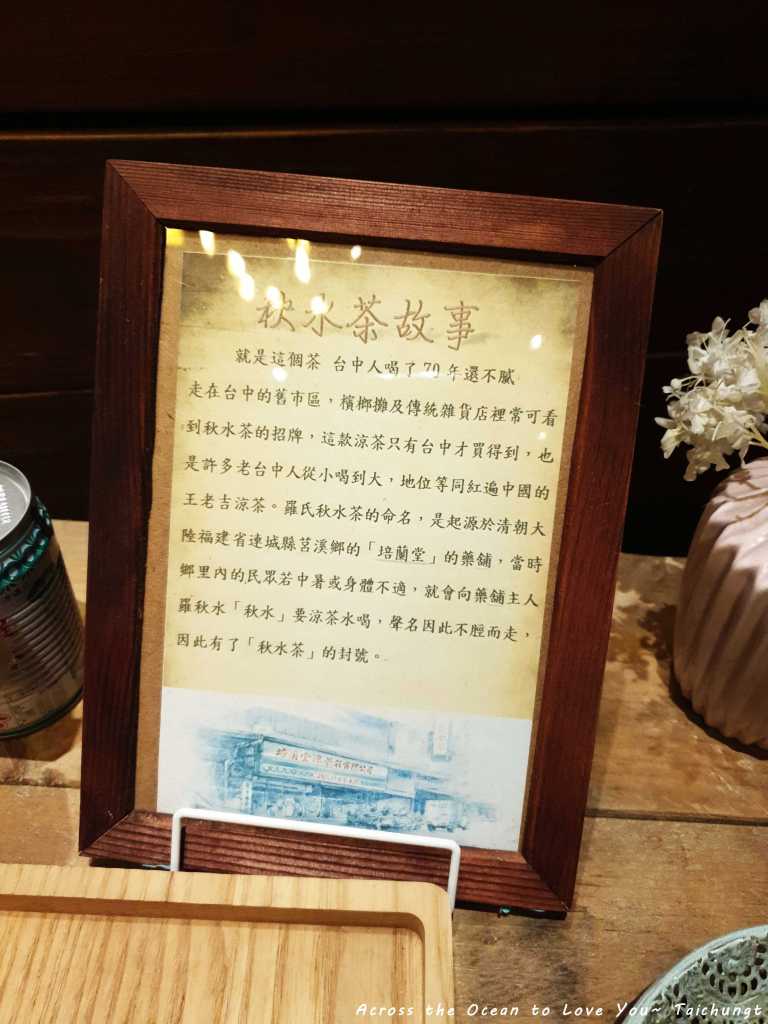 秋水茶故事
就是這個茶 台中人喝了70年還不膩
走在台中的舊市區，檳榔攤及傳統雜貨店裡常可看
到秋水茶的招牌，這款涼茶只有台中才買得到，也
是許多老台中人從小喝到大，地位等同紅遍中國的
王老吉涼茶。羅氏秋水茶的命名，是起源於清朝大
陸福建省連城縣莒溪鄉的「培蘭堂」的藥舖，當時
鄉里內的民眾若中暑或身體不適，就會向藥舖主人
羅秋水「秋水」要涼茶水喝，聲名因此不脛而走，
因此有了「秋水茶」的封號。
Across the Ocean to Love You~ Taichungt